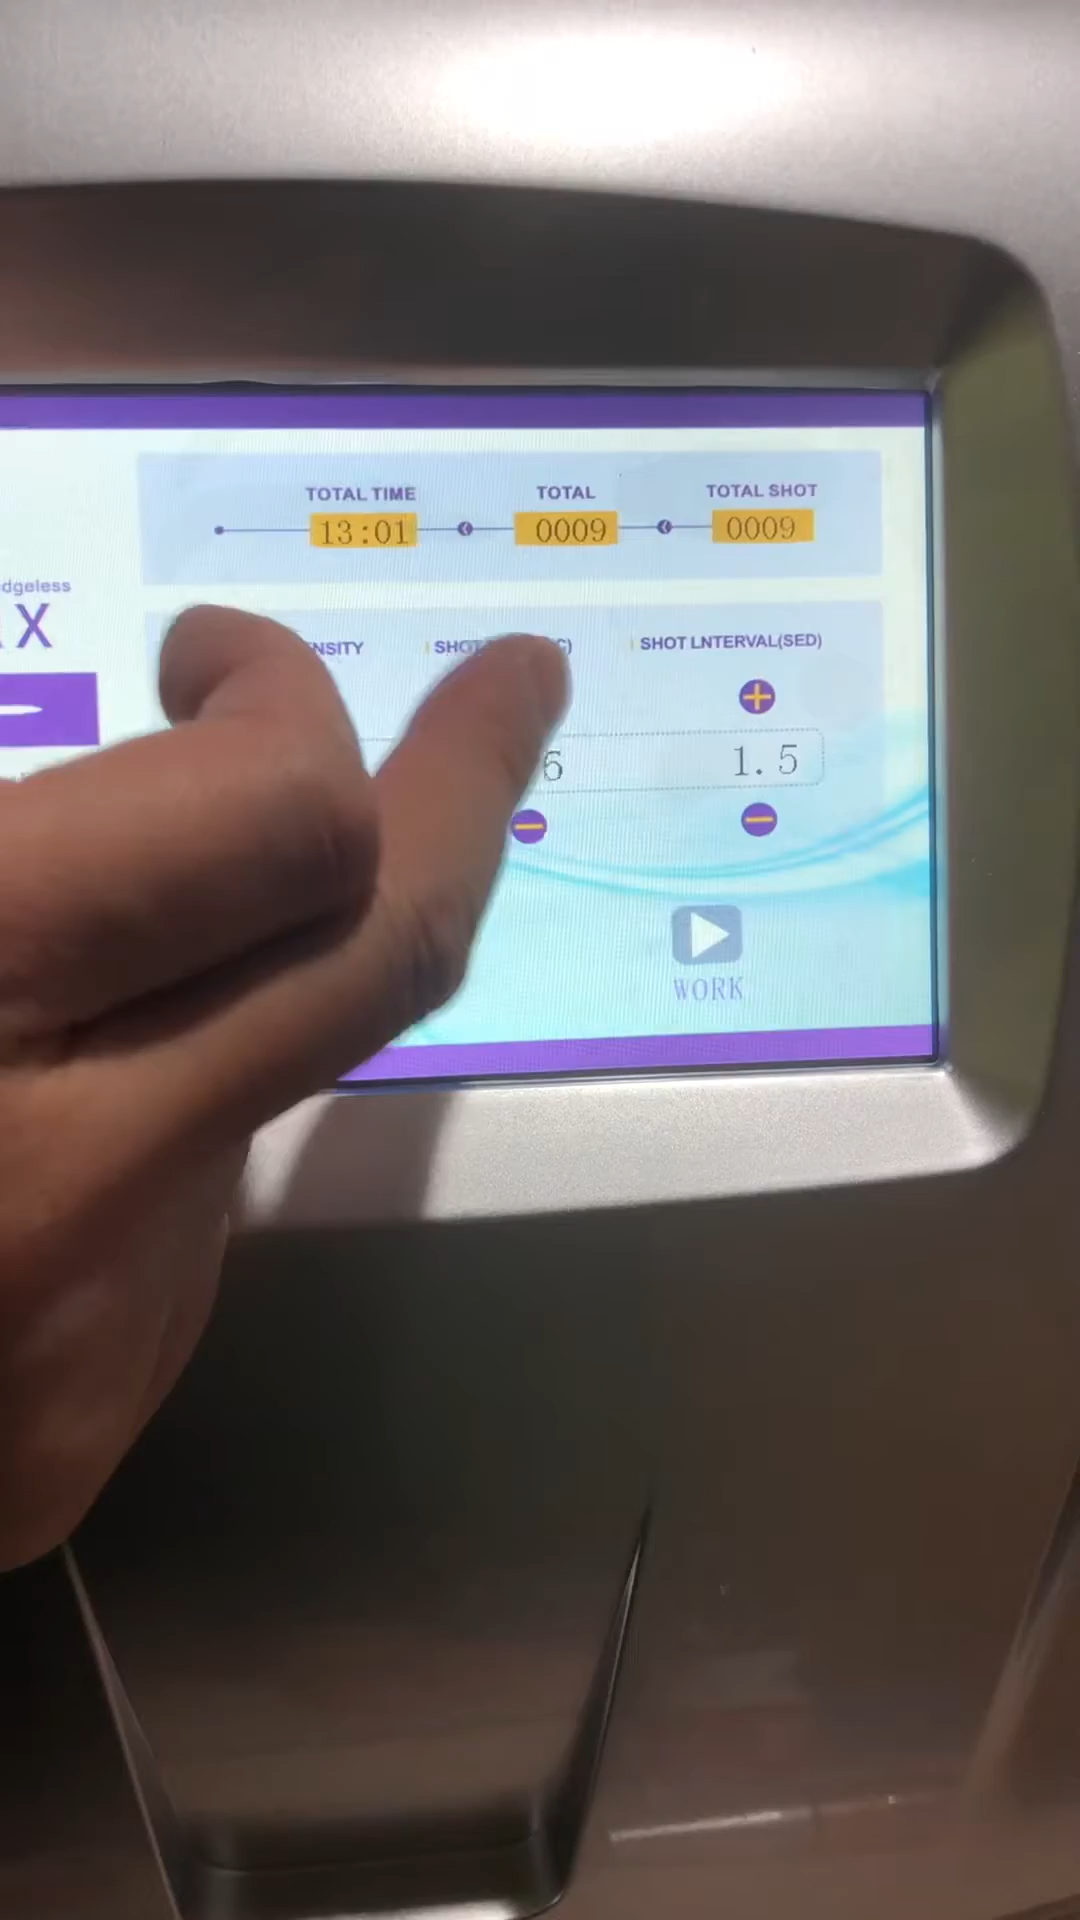 TOTAL TIME TOTAL TOTAL SHOT
13:01 0009 0009
dgeless
X
NSITY SHOT C) SHOT LNTERVAL(SED)
6 1.5
WORK